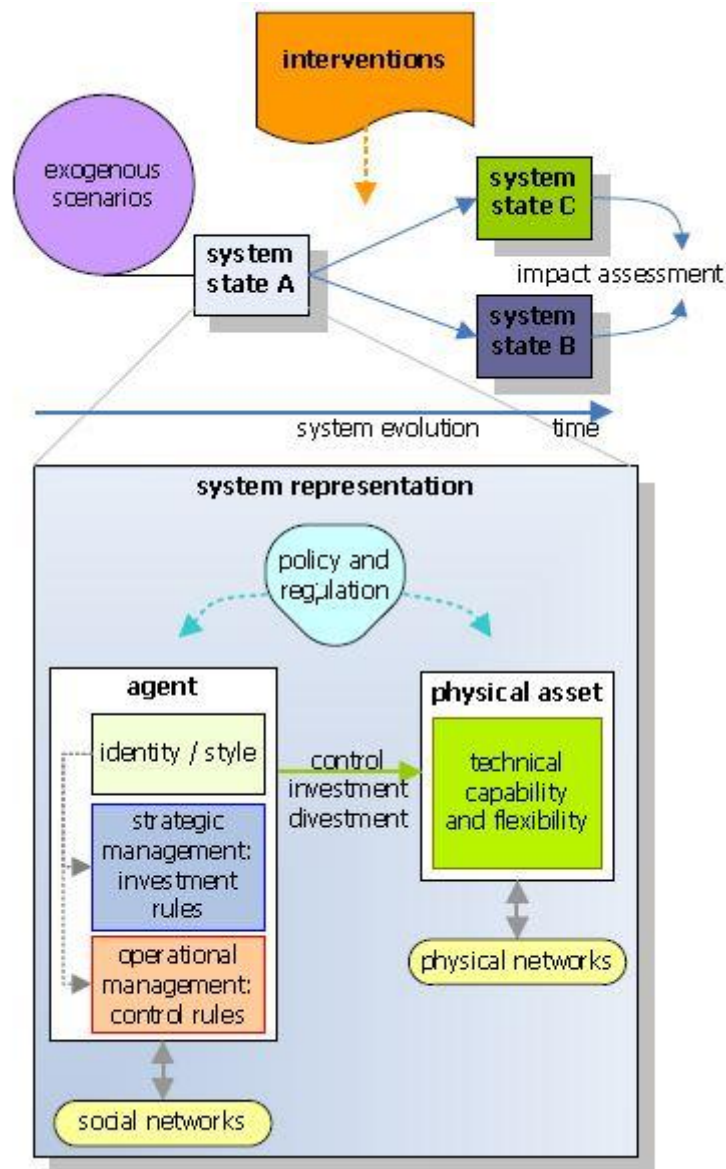 interventions
exogenous
scenarios
system
state C
system
state A
impact assessment
system
state B
system evolution
time
system representation
policy and
regulation
agent
physical asset
identity / style
control
investment
divestment
technical
capability
and flexibility
strategic
management:
investment
rules
operational
management:
control rules
physical networks
social networks